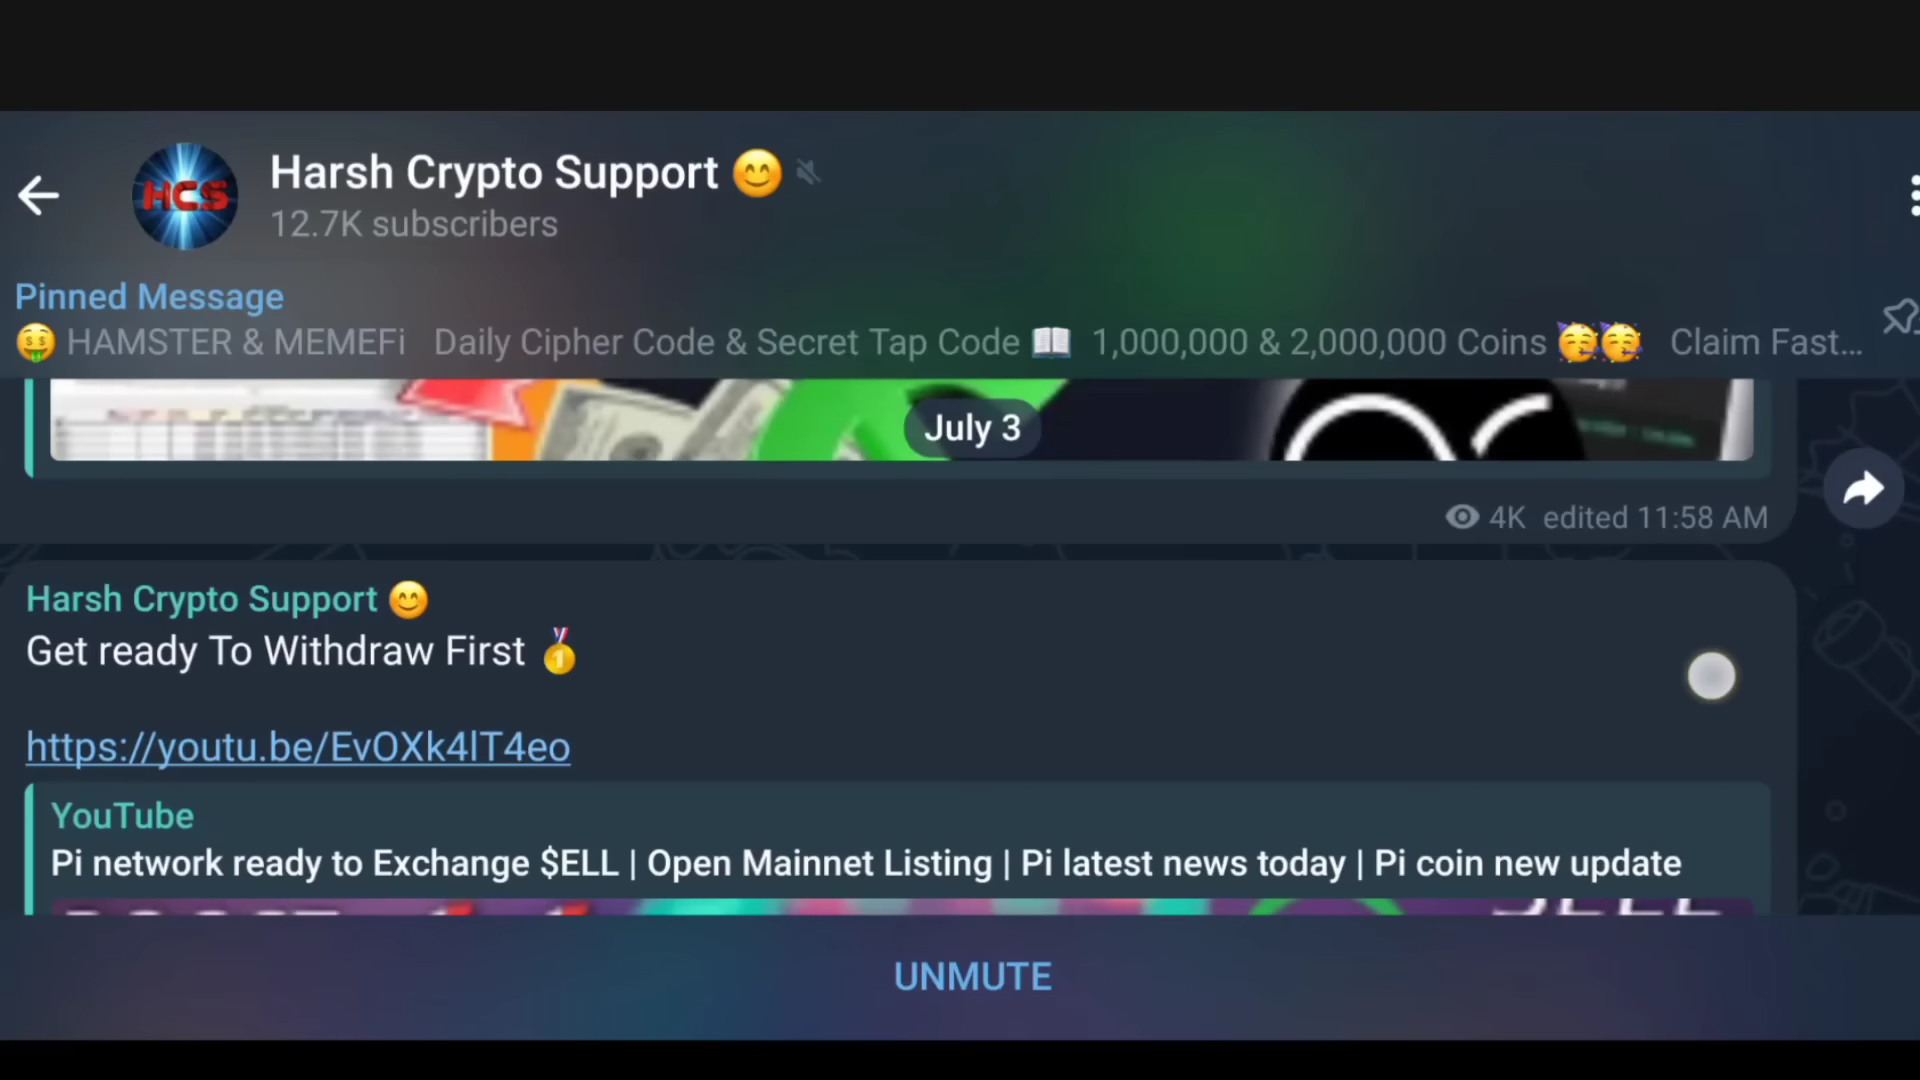 HCS
Harsh Crypto Support 😊
12.7K subscribers
Pinned Message
🤑 HAMSTER & MEMEFi Daily Cipher Code & Secret Tap Code 📖 1,000,000 & 2,000,000 Coins 🥳🥳 Claim Fast...
July 3
4K edited 11:58 AM
Harsh Crypto Support 😊
Get ready To Withdraw First 🥇
https://youtu.be/EvOXk4lT4eo
YouTube
Pi network ready to Exchange $ELL | Open Mainnet Listing | Pi latest news today | Pi coin new update
UNMUTE